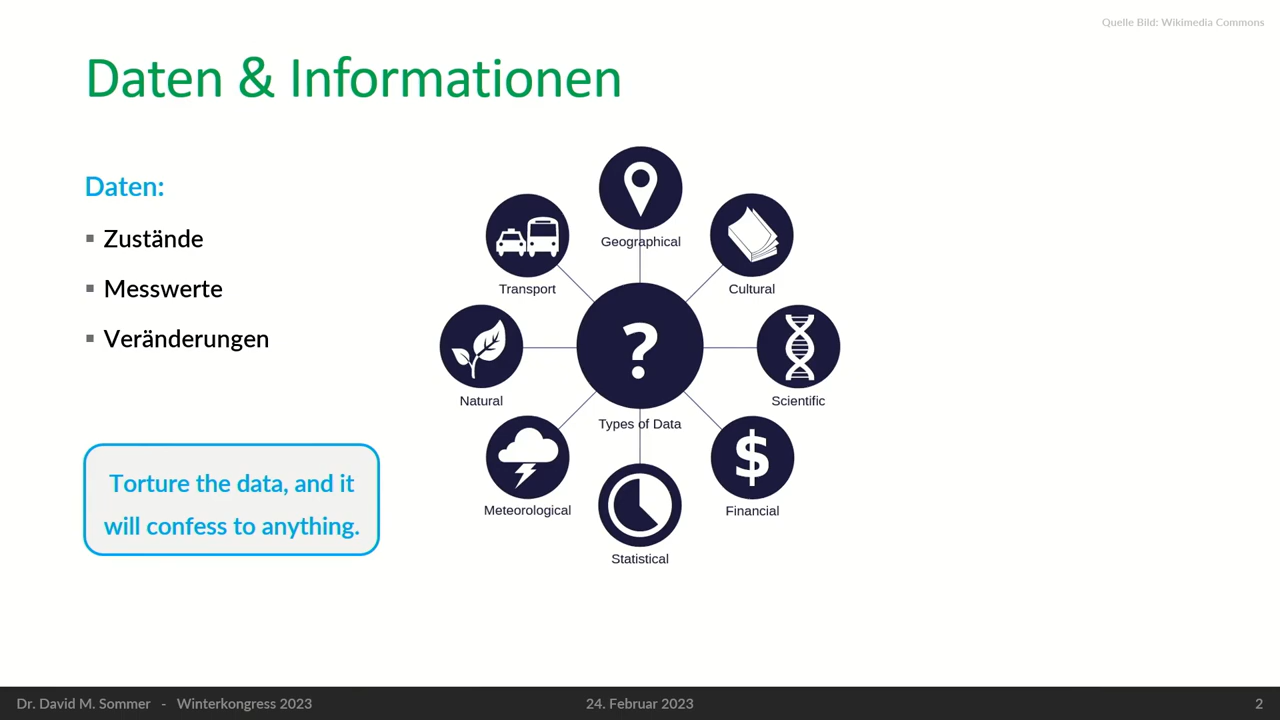 Quelle Bild: Wikimedia Commons
Daten & Informationen
Daten:
▪ Zustände
▪ Messwerte
▪ Veränderungen
Torture the data, and it
will confess to anything.
Geographical
Transport
Cultural
?
Natural
Scientific
Types of Data
$
Meteorological
Financial
Statistical
Dr. David M. Sommer - Winterkongress 2023
24. Februar 2023
2